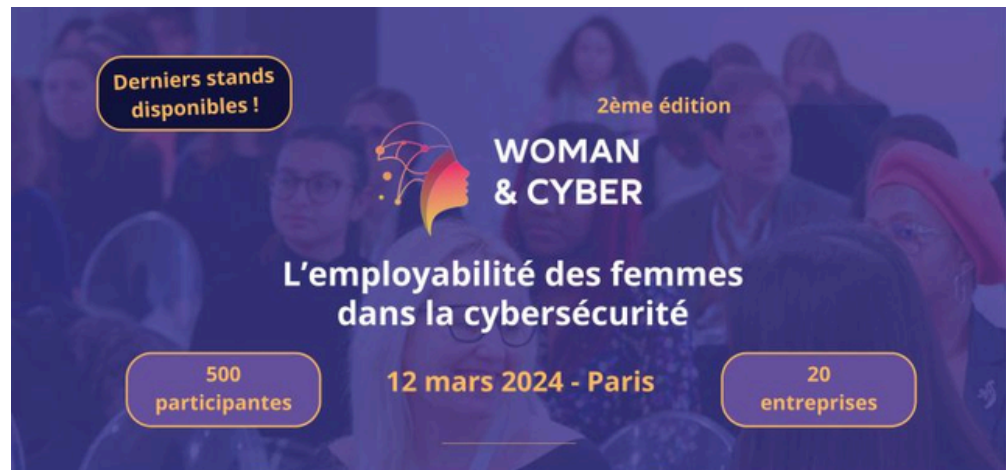 Derniers stands
disponibles !
2ème édition
WOMAN
& CYBER
L'employabilité des femmes
dans la cybersécurité
500
participantes
12 mars 2024 - Paris
20
entreprises